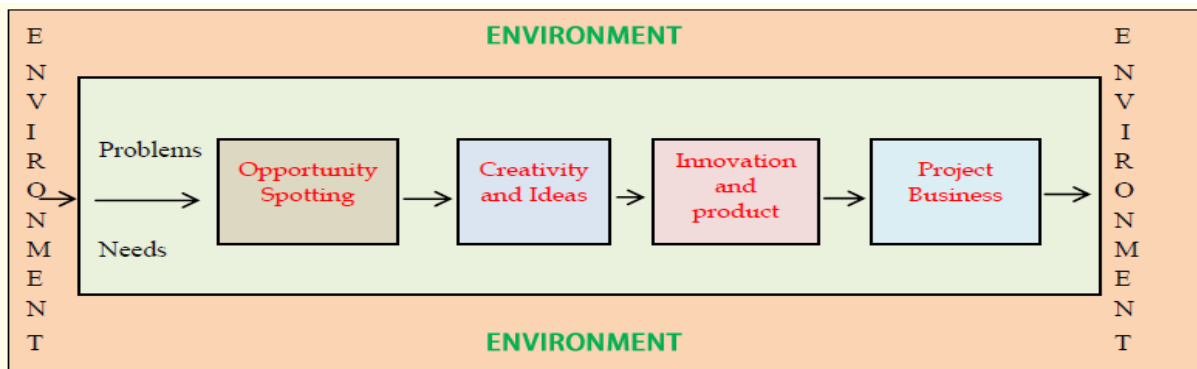 ENVIRONMENT
E
N
V
I
R
O
N
M
E
N
T
Problems
Needs
Opportunity
Spotting
Creativity
and Ideas
Innovation
and
product
Project
Business
E
N
V
I
R
O
N
M
E
N
T
ENVIRONMENT